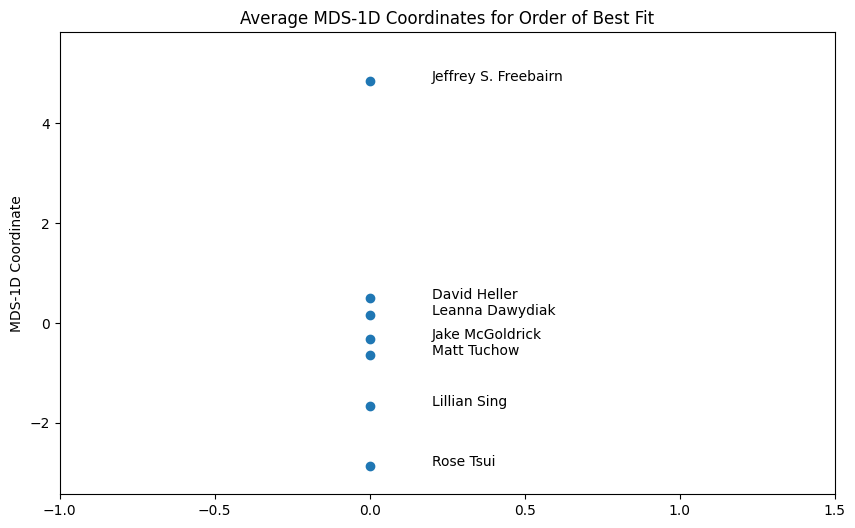 Average MDS-1D Coordinates for Order of Best Fit
MDS-1D Coordinate
4
2
0
−2
Jeffrey S. Freebairn
David Heller
Leanna Dawydiak
Jake McGoldrick
Matt Tuchow
Lillian Sing
Rose Tsui
−1.0 −0.5 0.0 0.5 1.0 1.5